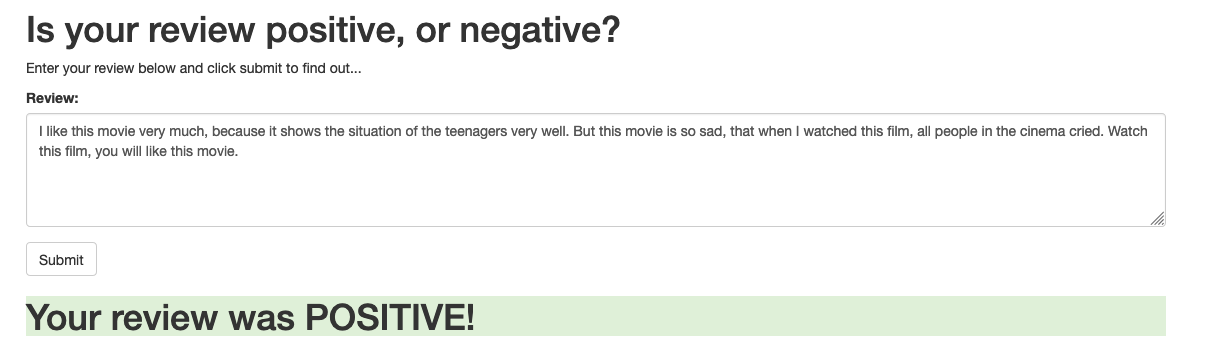 Is your review positive, or negative?
Enter your review below and click submit to find out...
Review:
I like this movie very much, because it shows the situation of the teenagers very well. But this movie is so sad, that when I watched this film, all people in the cinema cried. Watch
this film, you will like this movie.
Submit
Your review was POSITIVE!